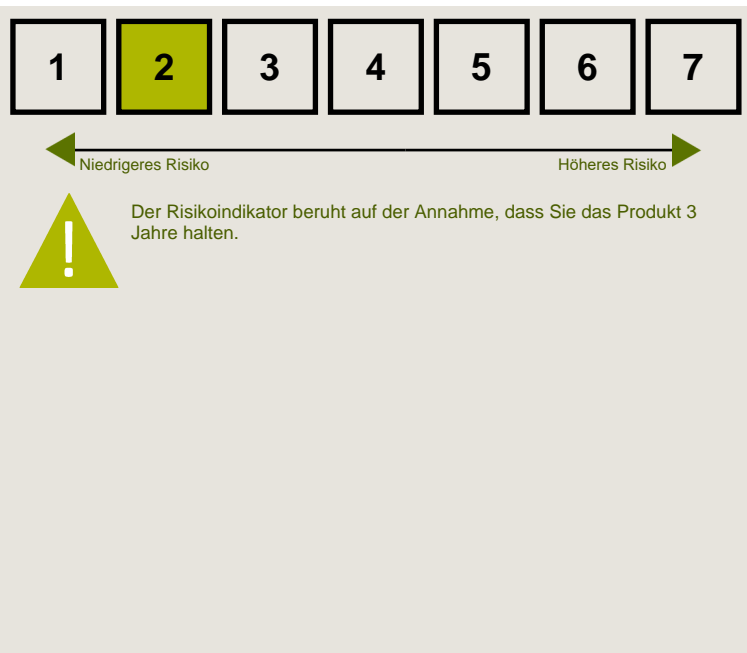 1 2 3 4 5 6 7
Niedrigeres Risiko Höheres Risiko
!
Der Risikoindikator beruht auf der Annahme, dass Sie das Produkt 3
Jahre halten.